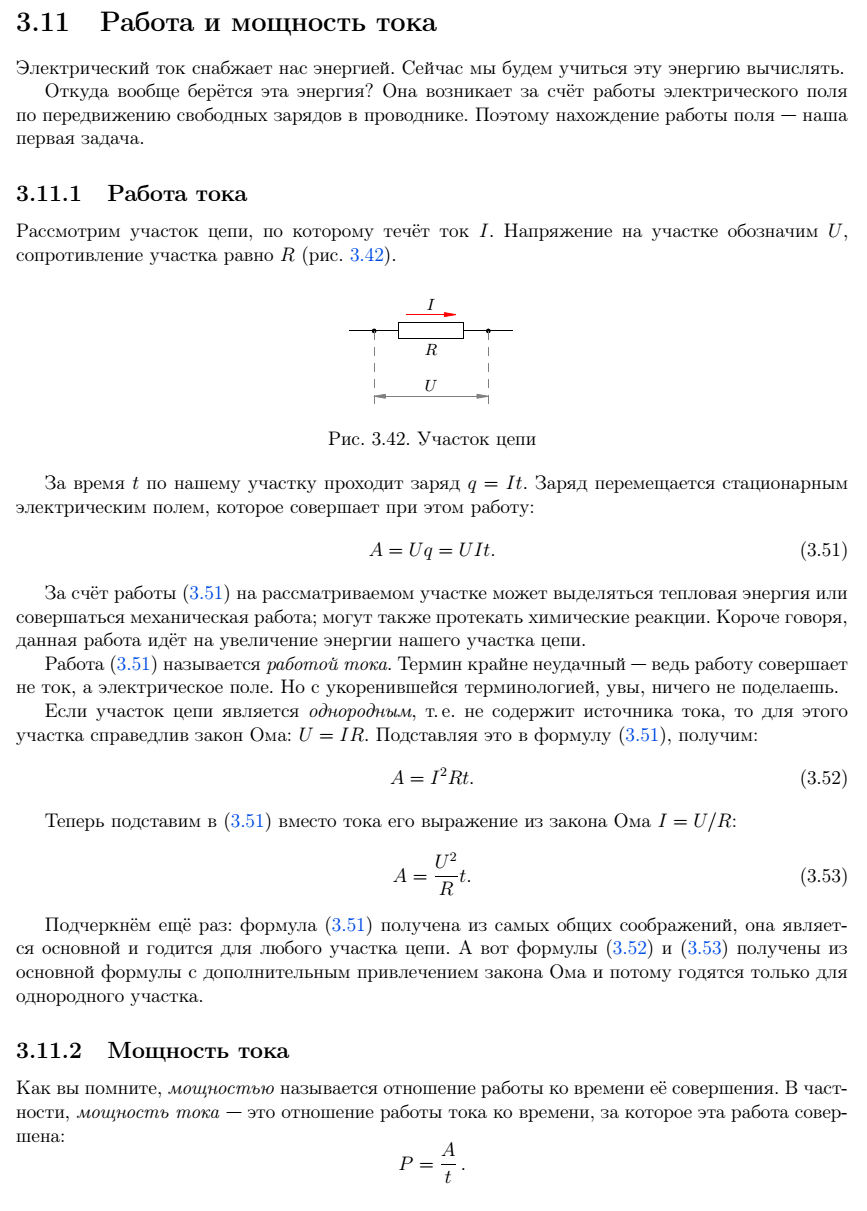 3.11 Работа и мощность тока
Электрический ток снабжает нас энергией. Сейчас мы будем учиться эту энергию вычислять.
Откуда вообще берётся эта энергия? Она возникает за счёт работы электрического поля
по передвижению свободных зарядов в проводнике. Поэтому нахождение работы поля — наша
первая задача.
3.11.1 Работа тока
Рассмотрим участок цепи, по которому течёт ток I. Напряжение на участке обозначим U,
сопротивление участка равно R (рис. 3.42).
I
R
U
Рис. 3.42. Участок цепи
За время t по нашему участку проходит заряд q = It. Заряд перемещается стационарным
электрическим полем, которое совершает при этом работу:
A = Uq = UIt. (3.51)
За счёт работы (3.51) на рассматриваемом участке может выделяться тепловая энергия или
совершаться механическая работа; могут также протекать химические реакции. Короче говоря,
данная работа идёт на увеличение энергии нашего участка цепи.
Работа (3.51) называется работой тока. Термин крайне неудачный — ведь работу совершает
не ток, а электрическое поле. Но с укоренившейся терминологией, увы, ничего не поделаешь.
Если участок цепи является однородным, т. е. не содержит источника тока, то для этого
участка справедлив закон Ома: U = IR. Подставляя это в формулу (3.51), получим:
A = I²Rt. (3.52)
Теперь подставим в (3.51) вместо тока его выражение из закона Ома I = U/R:
A = U²/R t. (3.53)
Подчеркнём ещё раз: формула (3.51) получена из самых общих соображений, она являет-
ся основной и годится для любого участка цепи. А вот формулы (3.52) и (3.53) получены из
основной формулы с дополнительным привлечением закона Ома и потому годятся только для
однородного участка.
3.11.2 Мощность тока
Как вы помните, мощностью называется отношение работы ко времени её совершения. В част-
ности, мощность тока — это отношение работы тока ко времени, за которое эта работа совер-
шена:
P = A/t .